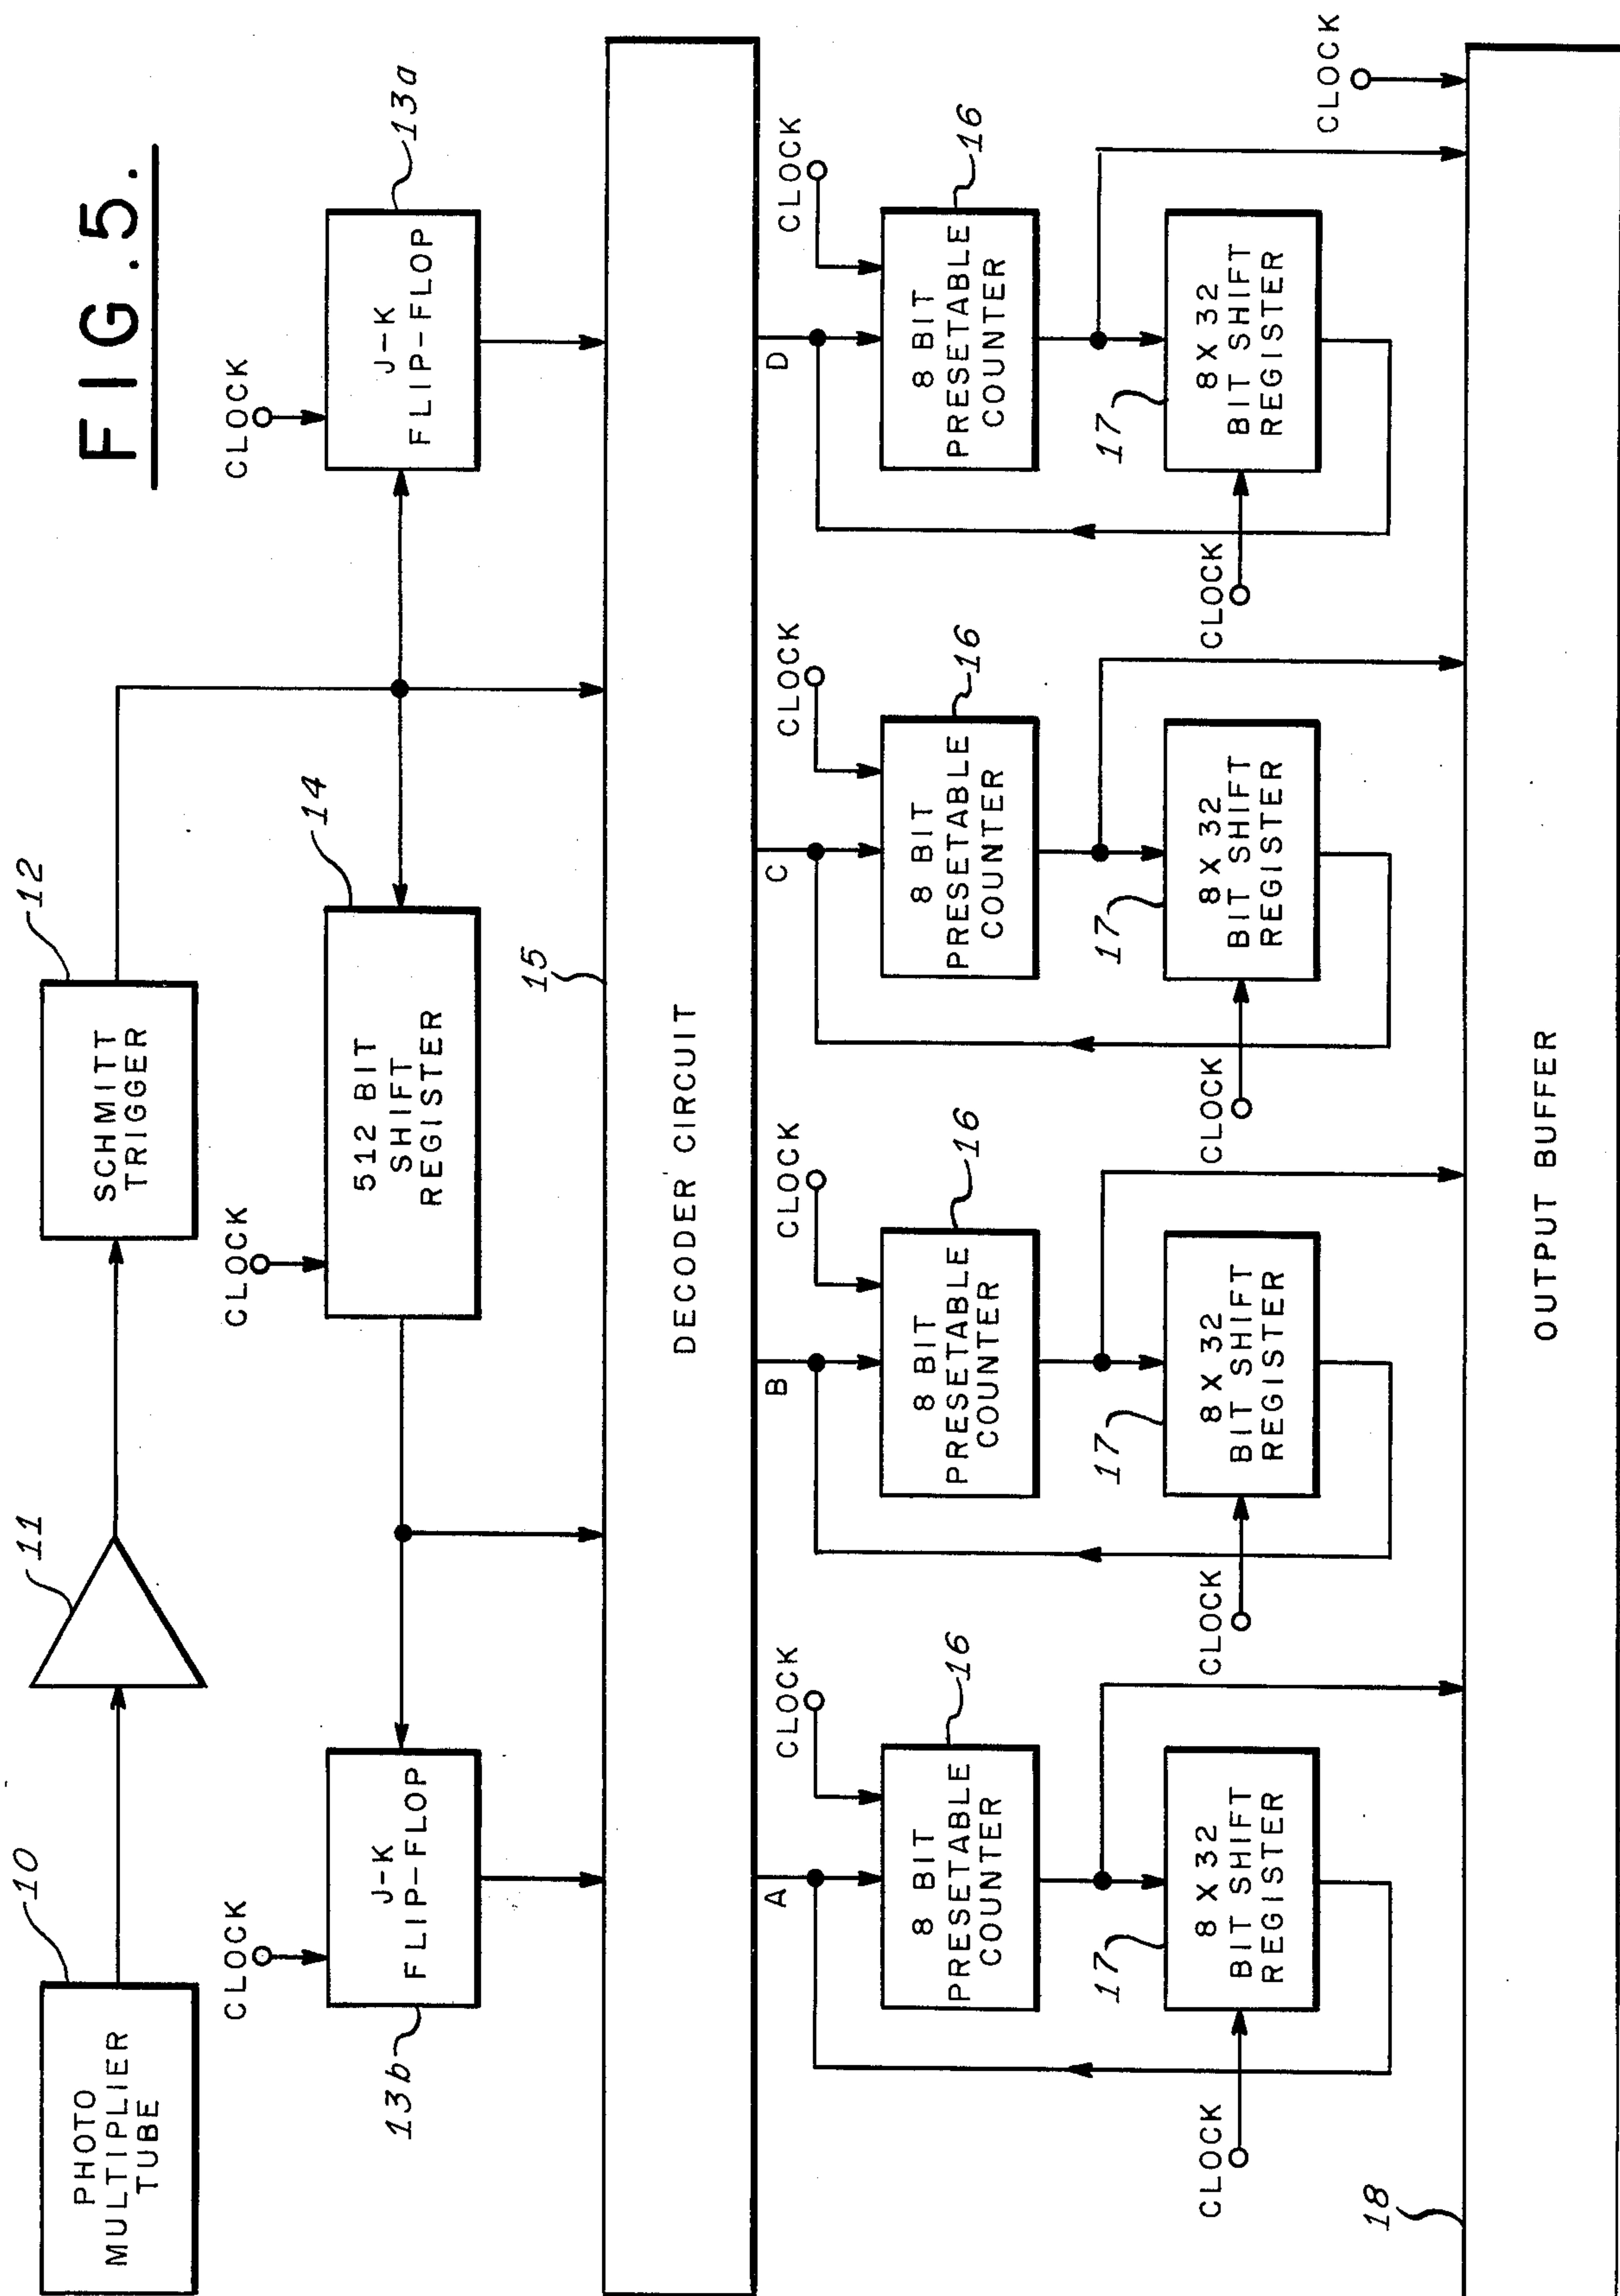 FIG.5.
10
PHOTO
MULTIPLIER
TUBE
11
12
SCHMITT
TRIGGER
CLOCK
J-K
FLIP-FLOP
13b
CLOCK
512 BIT
SHIFT
REGISTER
14
CLOCK
J-K
FLIP-FLOP
13a
15
DECODER CIRCUIT
A
CLOCK
8 BIT
PRESETABLE
COUNTER
16
17
8 X 32
BIT SHIFT
REGISTER
CLOCK
B
CLOCK
8 BIT
PRESETABLE
COUNTER
16
17
8 X 32
BIT SHIFT
REGISTER
CLOCK
C
CLOCK
8 BIT
PRESETABLE
COUNTER
16
17
8 X 32
BIT SHIFT
REGISTER
CLOCK
D
CLOCK
8 BIT
PRESETABLE
COUNTER
16
17
8 X 32
BIT SHIFT
REGISTER
CLOCK
CLOCK
18
OUTPUT BUFFER